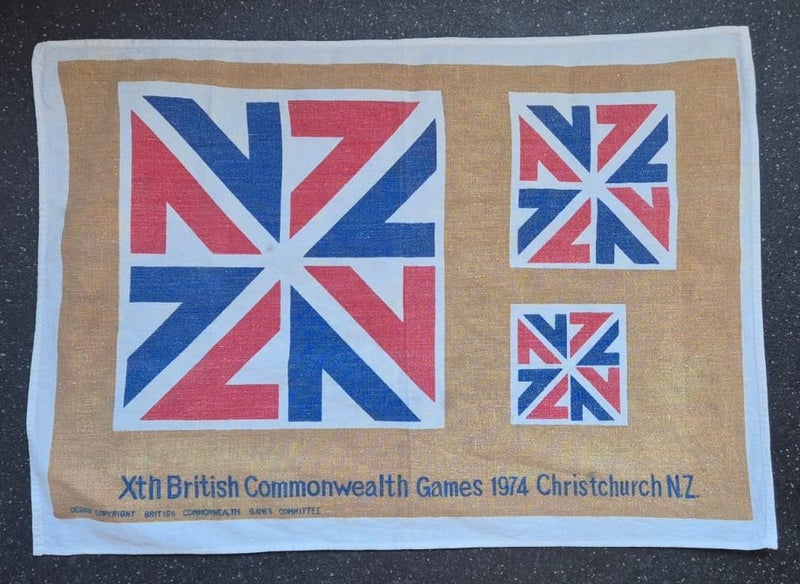 Xth British Commonwealth Games 1974 Christchurch N.Z.
DESIGN COPYRIGHT BRITISH COMMONWEALTH GAMES COMMITTEE